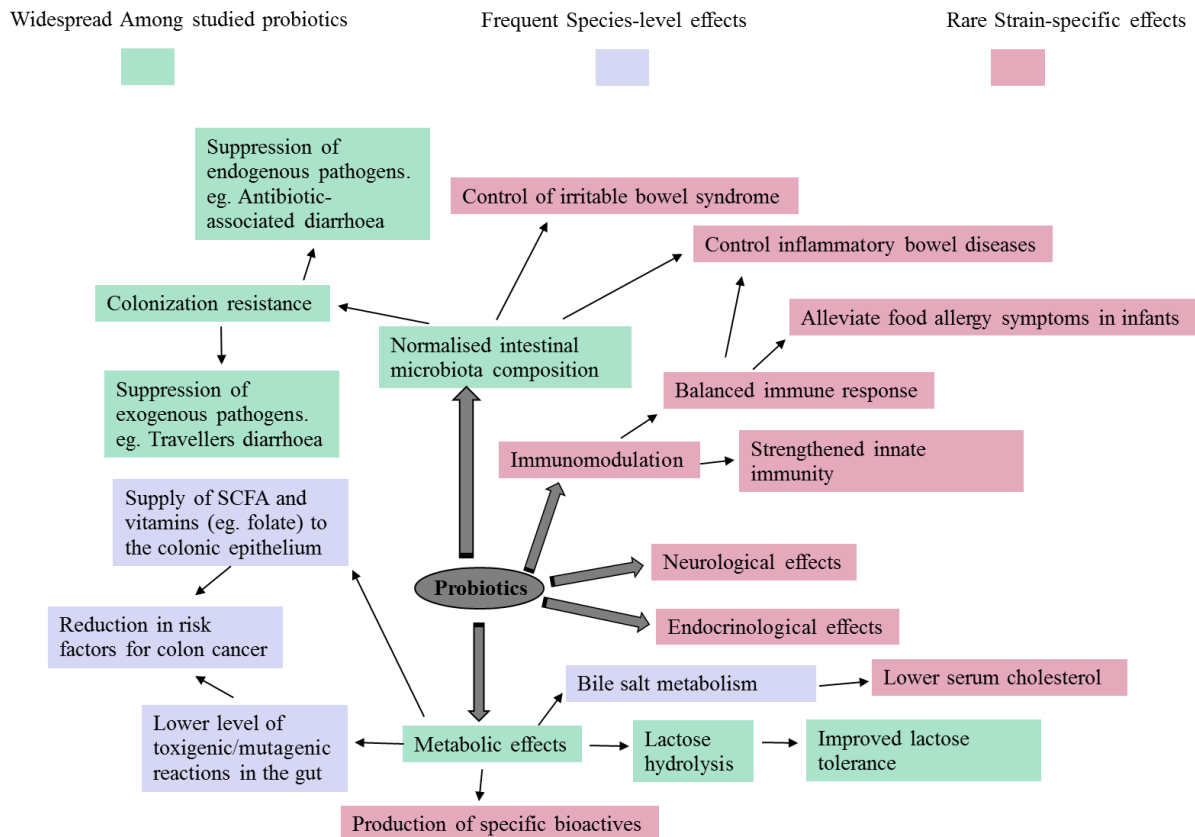 Widespread Among studied probiotics
Frequent Species-level effects
Rare Strain-specific effects
Suppression of
endogenous pathogens.
eg. Antibiotic-
associated diarrhoea
Control of irritable bowel syndrome
Control inflammatory bowel diseases
Colonization resistance
Alleviate food allergy symptoms in infants
Normalised intestinal
microbiota composition
Suppression of
exogenous pathogens.
eg. Travellers diarrhoea
Balanced immune response
Immunomodulation
Strengthened innate
immunity
Supply of SCFA and
vitamins (eg. folate) to
the colonic epithelium
Neurological effects
Probiotics
Endocrinological effects
Reduction in risk
factors for colon cancer
Bile salt metabolism
Lower serum cholesterol
Lower level of
toxigenic/mutagenic
reactions in the gut
Metabolic effects
Lactose
hydrolysis
Improved lactose
tolerance
Production of specific bioactives